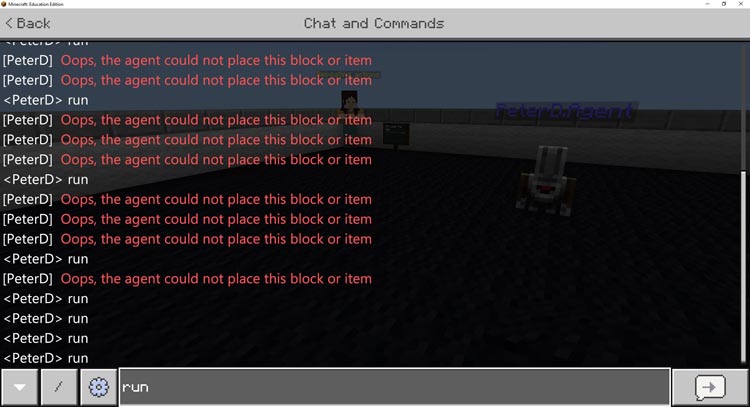 Minecraft: Education Edition
< Back
Chat and Commands
<PeterD> run
[PeterD] Oops, the agent could not place this block or item
[PeterD] Oops, the agent could not place this block or item
<PeterD> run
[PeterD] Oops, the agent could not place this block or item
[PeterD] Oops, the agent could not place this block or item
[PeterD] Oops, the agent could not place this block or item
<PeterD> run
[PeterD] Oops, the agent could not place this block or item
[PeterD] Oops, the agent could not place this block or item
[PeterD] Oops, the agent could not place this block or item
<PeterD> run
[PeterD] Oops, the agent could not place this block or item
<PeterD> run
<PeterD> run
<PeterD> run
<PeterD> run
PeterD.Agent
/
run